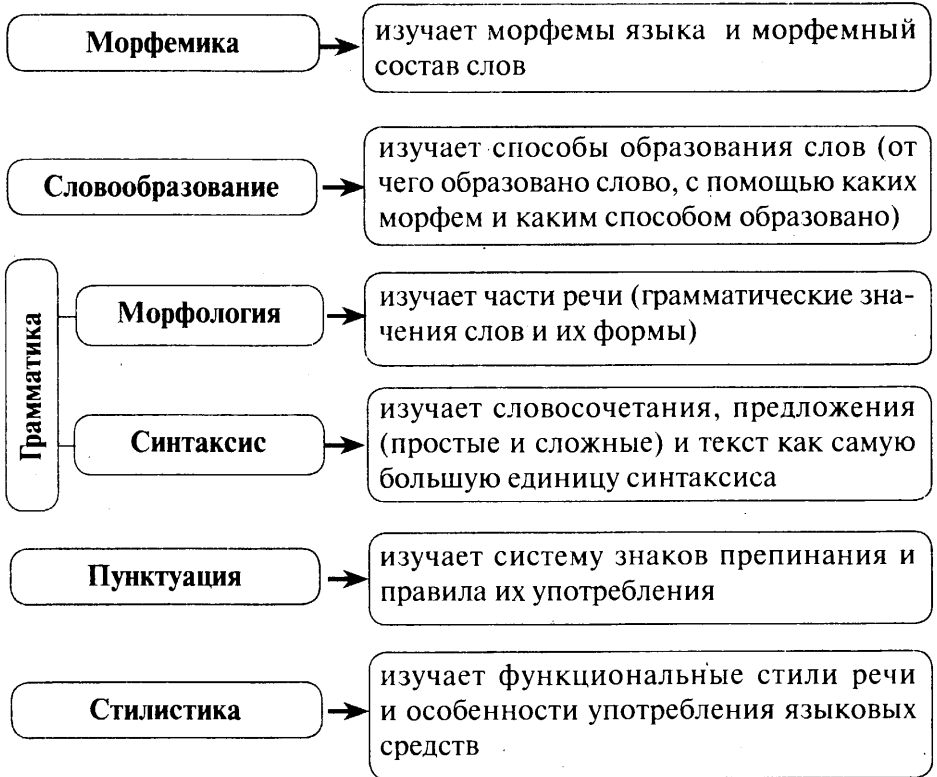 Морфемика
изучает морфемы языка и морфемный
состав слов
Словообразование
изучает способы образования слов (от
чего образовано слово, с помощью каких
морфем и каким способом образовано)
Грамматика
Морфология
изучает части речи (грамматические зна-
чения слов и их формы)
Синтаксис
изучает словосочетания, предложения
(простые и сложные) и текст как самую
большую единицу синтаксиса
Пунктуация
изучает систему знаков препинания и
правила их употребления
Стилистика
изучает функциональные стили речи
и особенности употребления языковых
средств